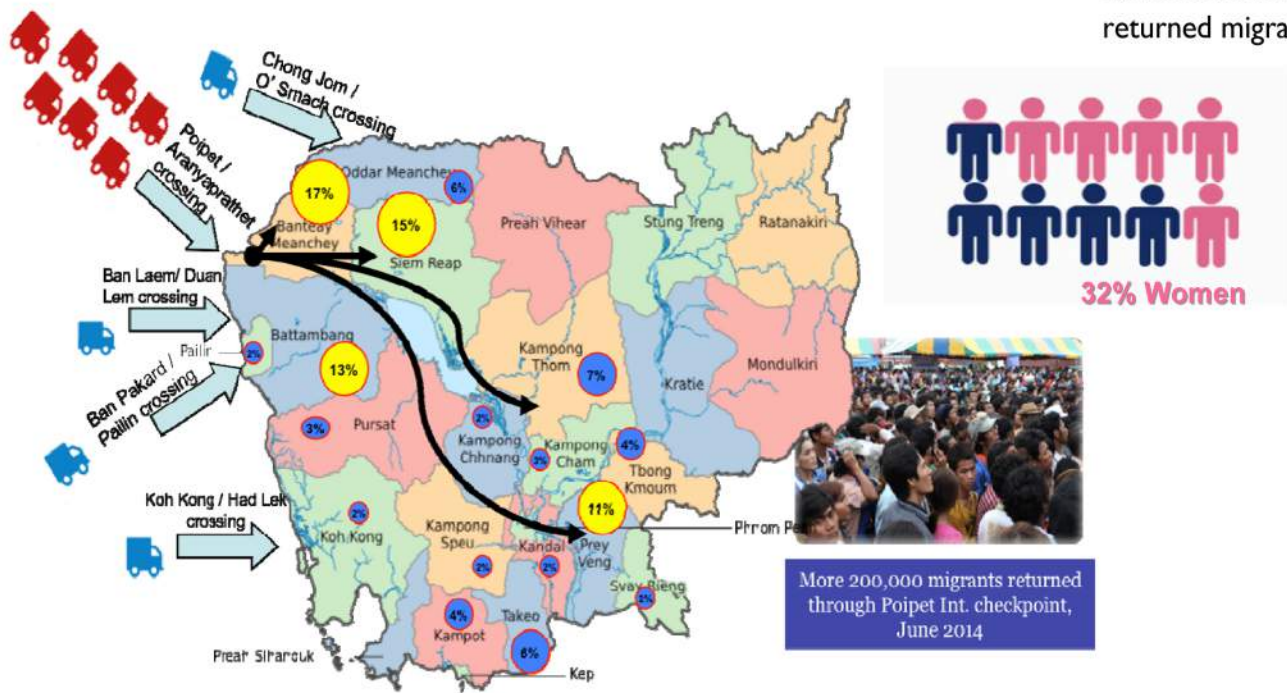 returned migra
Chong Jom /
O' Smach crossing
Poipet /
Aranyaprathet
crossing
Oddar Meanchey
6%
17%
15%
Banteay
Meanchey
Siem Reap
Preah Vihear
Stung Treng
Ratanakiri
32% Women
Ban Laem/ Duan
Lem crossing
Battambang
Pailin
2%
13%
Ban Pakard /
Pailin crossing
Kampong
Thom
7%
Kratie
Mondulkiri
3%
Pursat
2%
Kampong
Chhnang
Kampong
Cham
4%
Tbong
Kmoum
11%
Koh Kong / Had Lek
crossing
2%
Koh Kong
Kampong
Speu
2%
Kandal
2%
Prey
Veng
Phrom Pe
Svay Rieng
2%
4%
Kampot
Takeo
6%
Kep
More 200,000 migrants returned
through Poipet Int. checkpoint,
June 2014